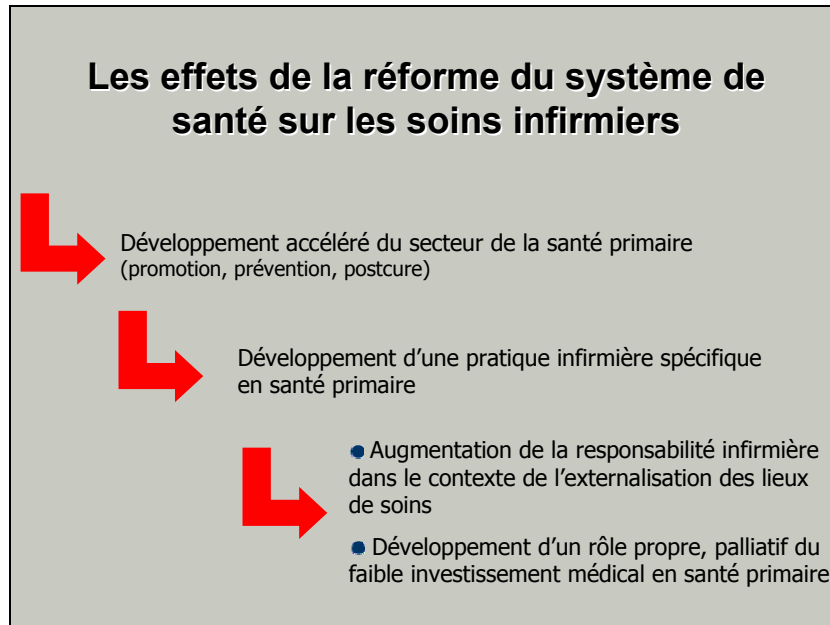 Les effets de la réforme du système de
santé sur les soins infirmiers
Développement accéléré du secteur de la santé primaire
(promotion, prévention, postcure)
Développement d’une pratique infirmière spécifique
en santé primaire
● Augmentation de la responsabilité infirmière
dans le contexte de l’externalisation des lieux
de soins
● Développement d’un rôle propre, palliatif du
faible investissement médical en santé primaire